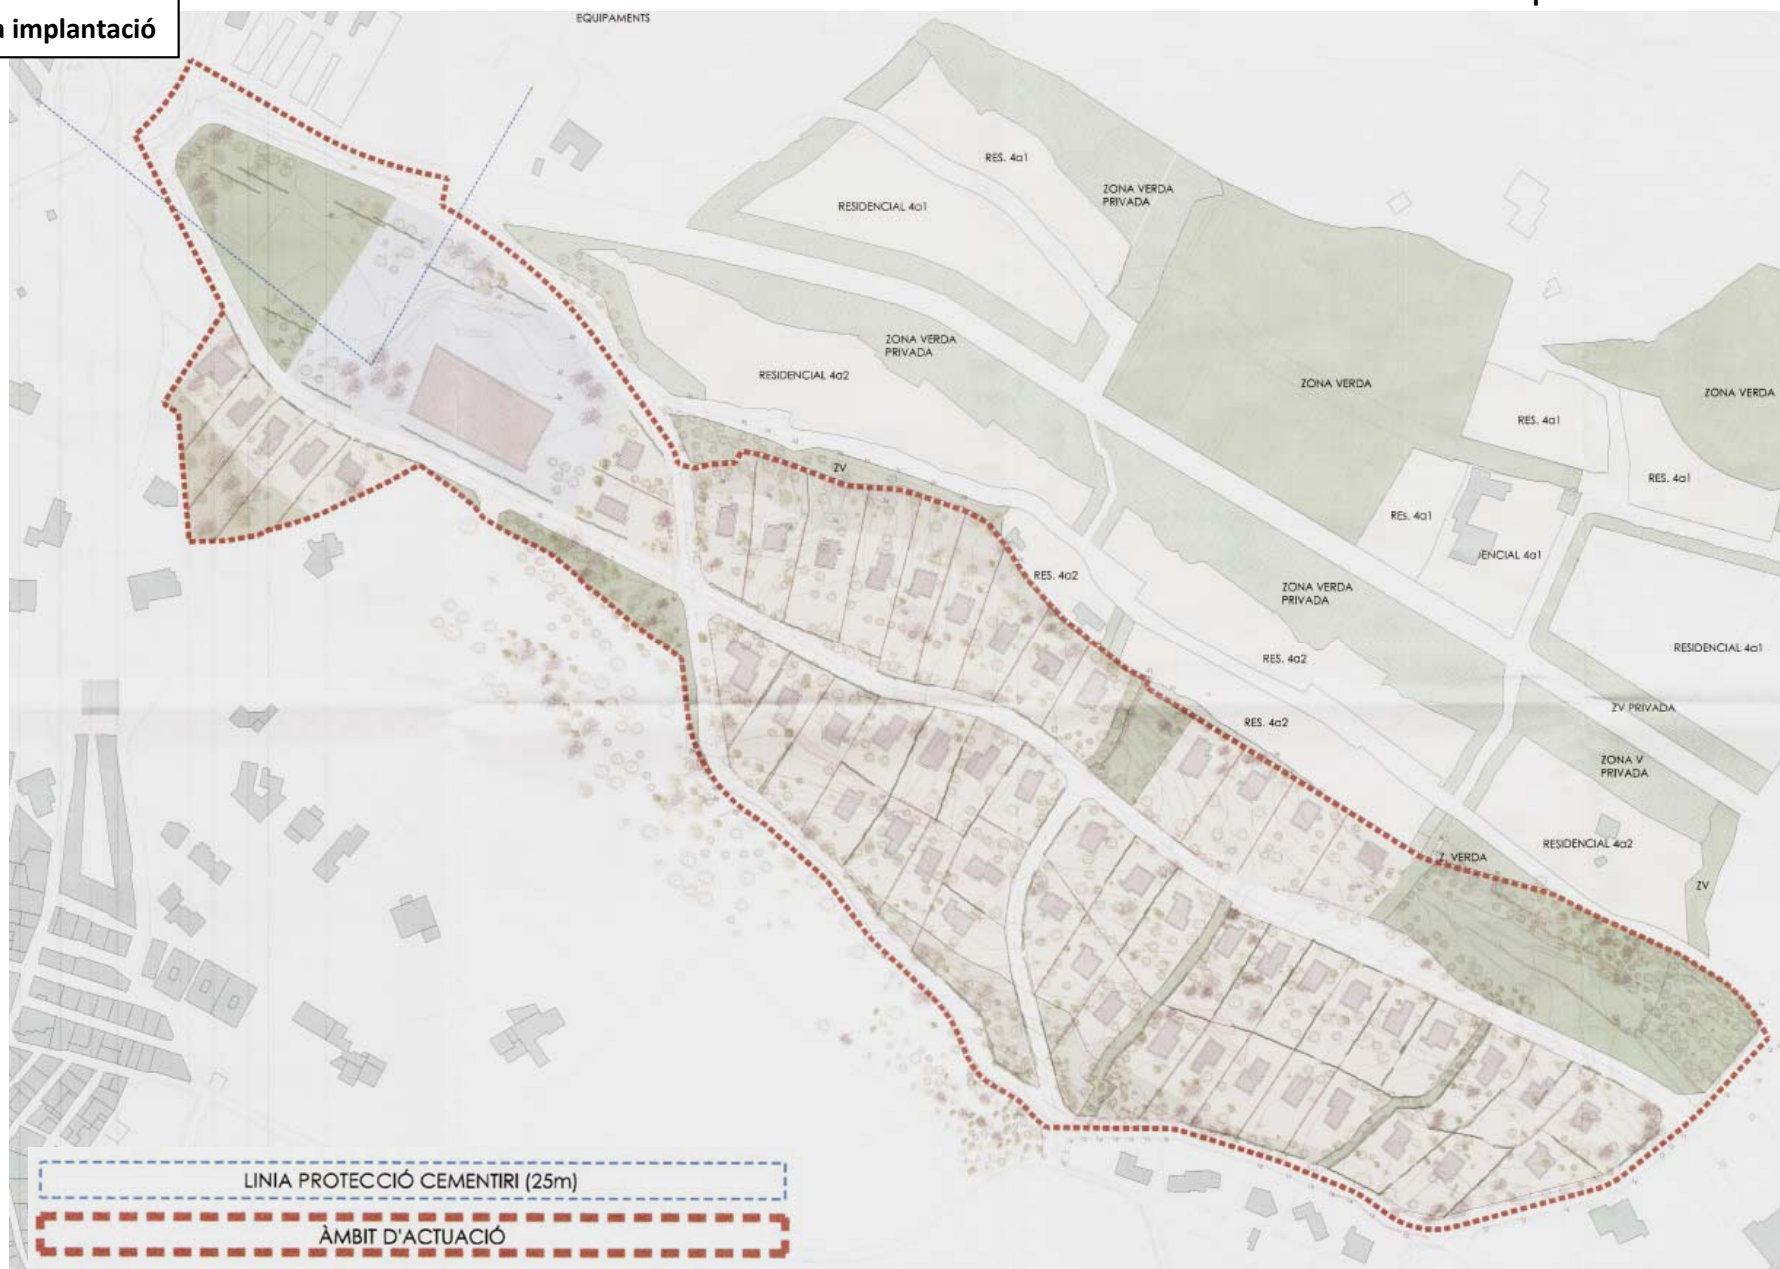 implantació
EQUIPAMENTS
RES. 4a1
RESIDENCIAL 4a1
ZONA VERDA
PRIVADA
ZONA VERDA
PRIVADA
RESIDENCIAL 4a2
ZONA VERDA
ZONA VERDA
RES. 4a1
RES. 4a1
ZV
REs. 4a1
ENCIAL 4a1
RES. 4a2
ZONA VERDA
PRIVADA
RESIDENCIAL 4a1
RES. 4a2
ZV PRIVADA
RES. 4a2
ZONA V
PRIVADA
RESIDENCIAL 4a2
Z. VERDA
ZV
LINIA PROTECCIÓ CEMENTIRI (25m)
ÀMBIT D'ACTUACIÓ